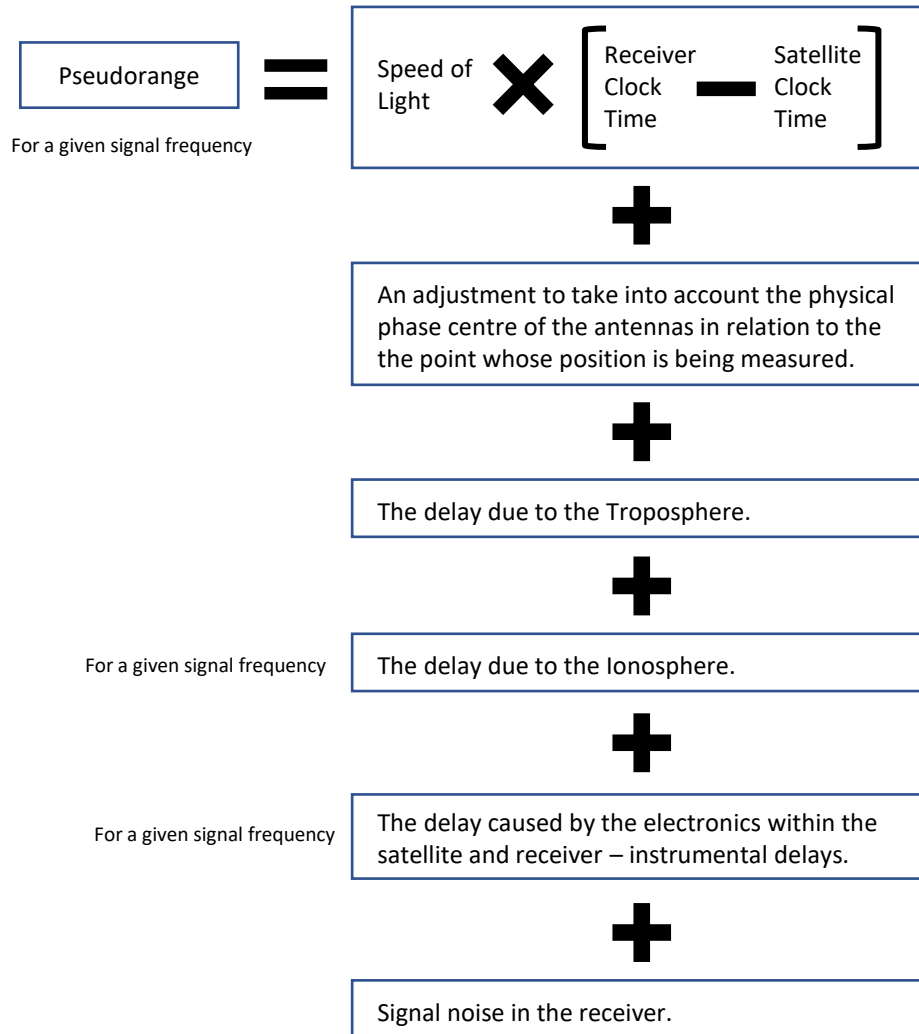 Pseudorange
For a given signal frequency
Speed of
Light
Receiver
Clock
Time
Satellite
Clock
Time
An adjustment to take into account the physical
phase centre of the antennas in relation to the
the point whose position is being measured.
The delay due to the Troposphere.
For a given signal frequency
The delay due to the Ionosphere.
For a given signal frequency
The delay caused by the electronics within the
satellite and receiver – instrumental delays.
Signal noise in the receiver.